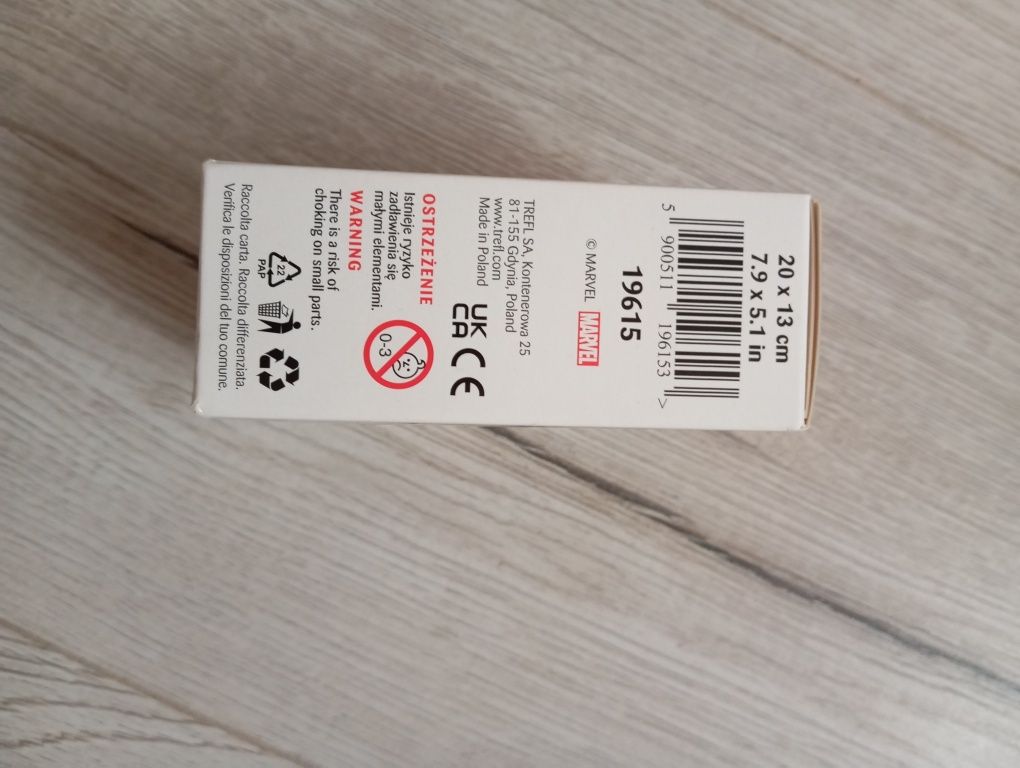 20 x 13 cm
7.9 x 5.1 in
5 900511 196153 >
19615
© MARVEL MARVEL
TREFL SA, Kontenerowa 25
81-155 Gdynia, Poland
www.trefl.com
Made in Poland
UK
CA
CE
OSTRZEŻENIE
Istnieje ryzyko
zadławienia się
małymi elementami.
0-3
WARNING
There is a risk of
choking on small parts.
22
PAP
Raccolta carta. Raccolta differenziata.
Verifica le disposizioni del tuo comune.